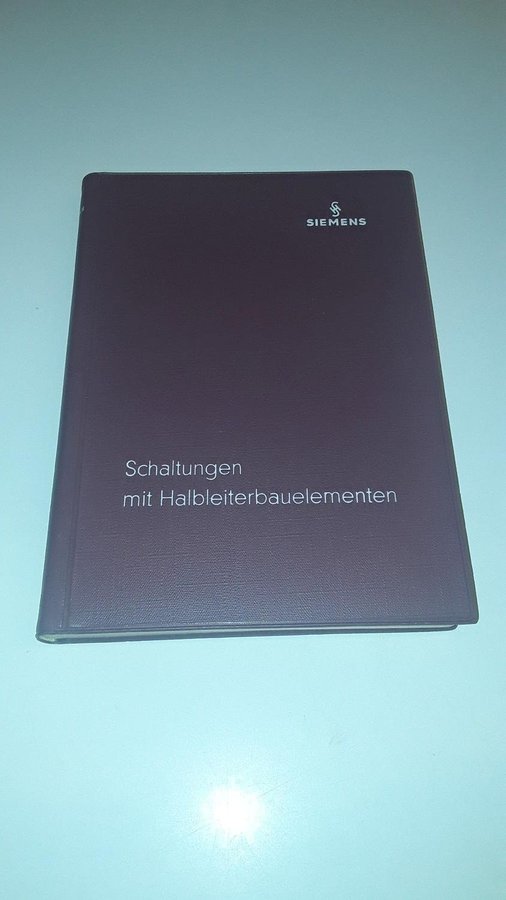 SIEMENS
Schaltungen
mit Halbleiterbauelementen